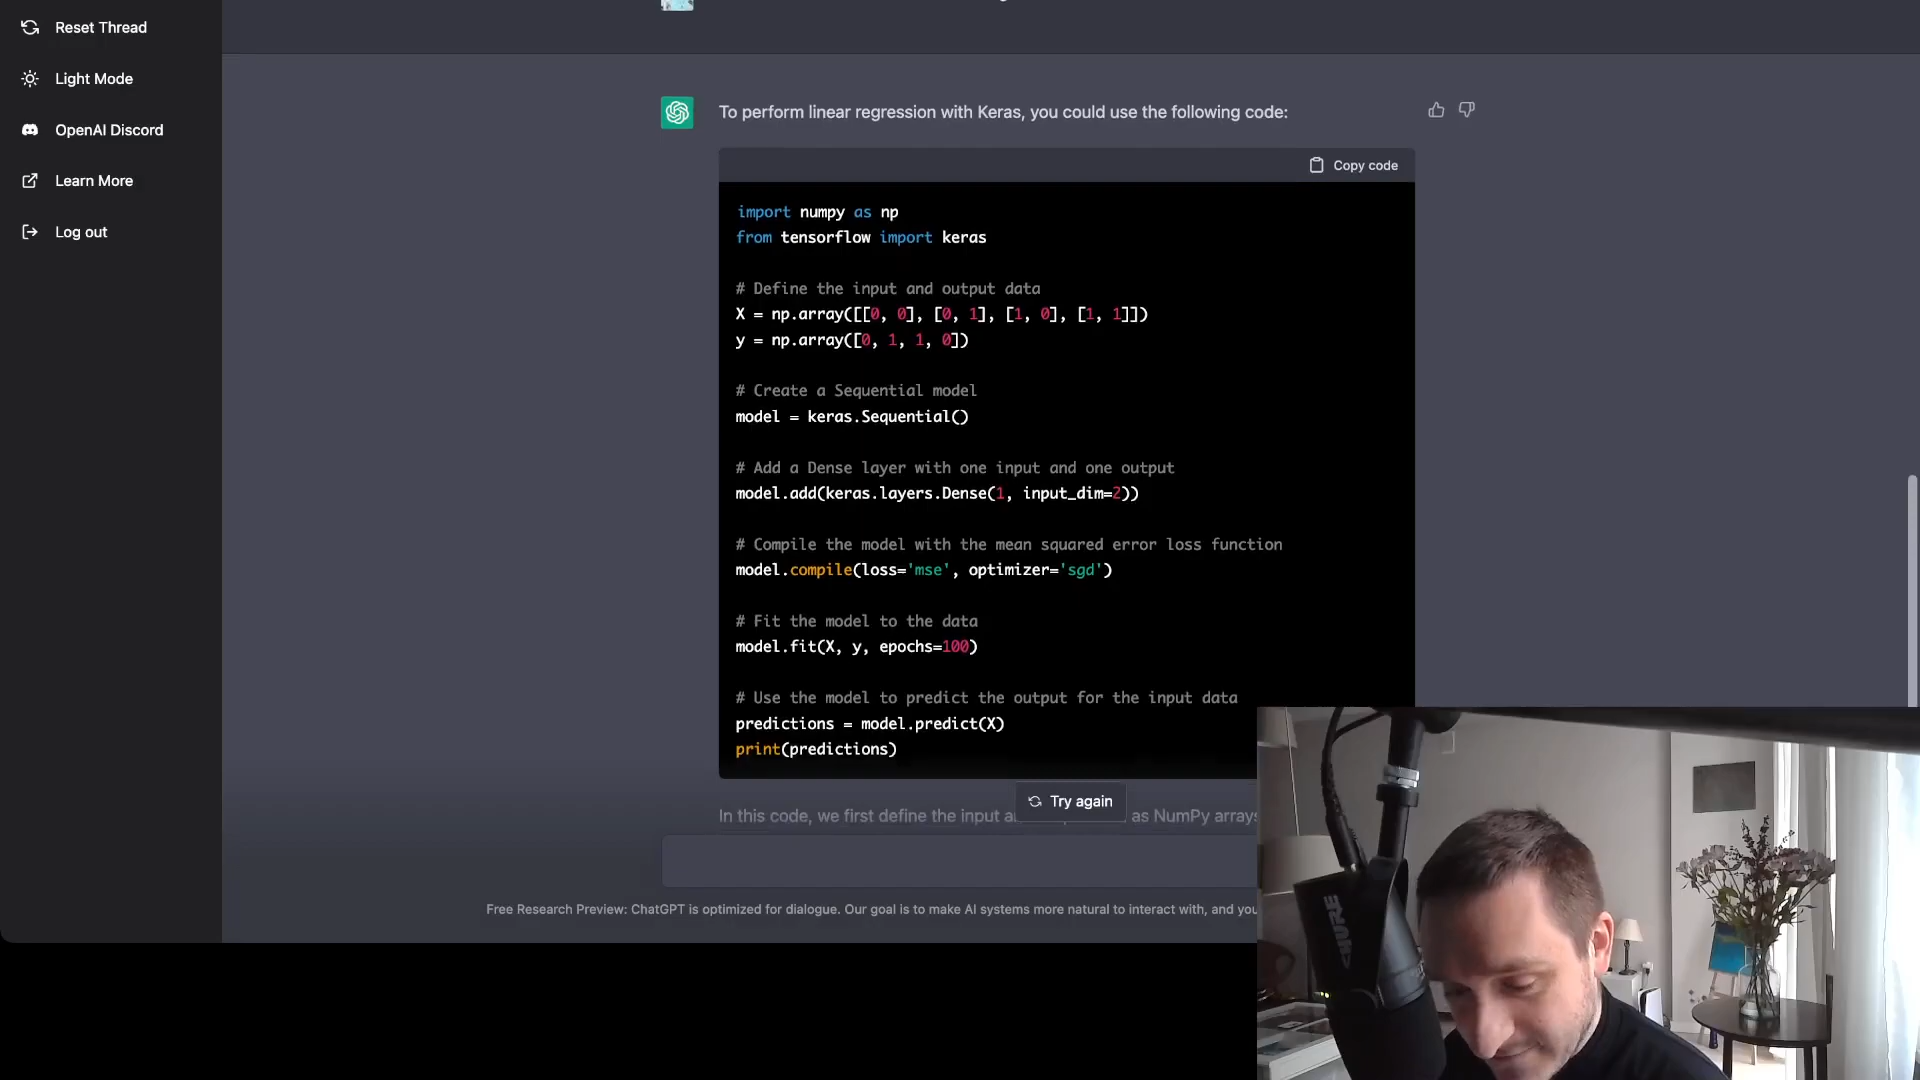 Reset Thread
Light Mode
OpenAI Discord
Learn More
Log out
To perform linear regression with Keras, you could use the following code:
Copy code
import numpy as np
from tensorflow import keras
# Define the input and output data
X = np.array([[0, 0], [0, 1], [1, 0], [1, 1]])
y = np.array([0, 1, 1, 0])
# Create a Sequential model
model = keras.Sequential()
# Add a Dense layer with one input and one output
model.add(keras.layers.Dense(1, input_dim=2))
# Compile the model with the mean squared error loss function
model.compile(loss='mse', optimizer='sgd')
# Fit the model to the data
model.fit(X, y, epochs=100)
# Use the model to predict the output for the input data
predictions = model.predict(X)
print(predictions)
Try again
In this code, we first define the input as NumPy arrays
Free Research Preview: ChatGPT is optimized for dialogue. Our goal is to make AI systems more natural to interact with, and
SHURE